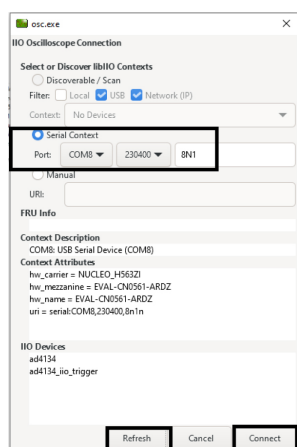 osc.exe
IIO Oscilloscope Connection
Select or Discover libIIO Contexts
Discoverable / Scan
Filter: Local USB Network (IP)
Context: No Devices
Serial Context
Port: COM8 230400 8N1
Manual
URI:
FRU Info
Context Description
COM8: USB Serial Device (COM8)
Context Attributes
hw_carrier = NUCLEO_H563ZI
hw_mezzanine = EVAL-CN0561-ARDZ
hw_name = EVAL-CN0561-ARDZ
uri = serial:COM8,230400,8n1n
IIO Devices
ad4134
ad4134_iio_trigger
Refresh Cancel Connect